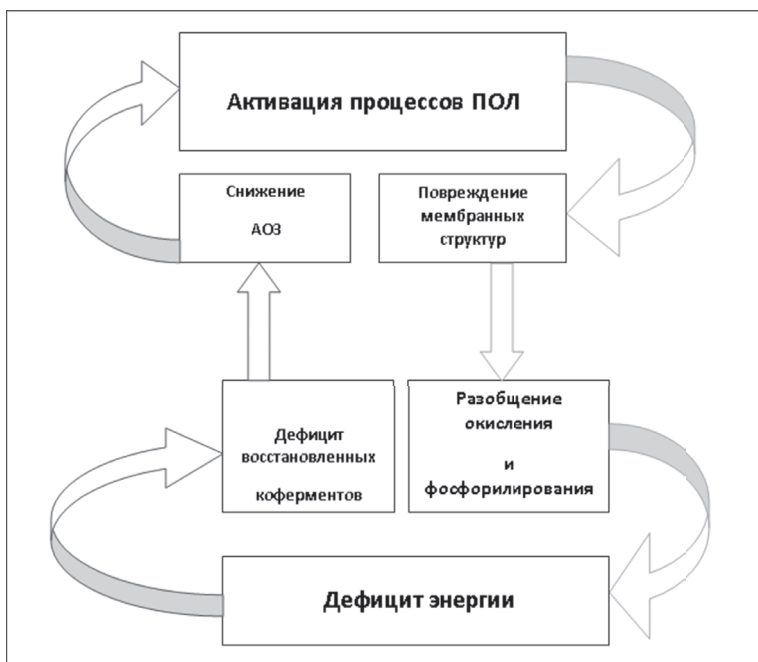 Активация процессов ПОЛ
Снижение
АОЗ
Повреждение
мембранных
структур
Дефицит
восстановленных
коферментов
Разобщение
окисления
и
фосфорилирования
Дефицит энергии